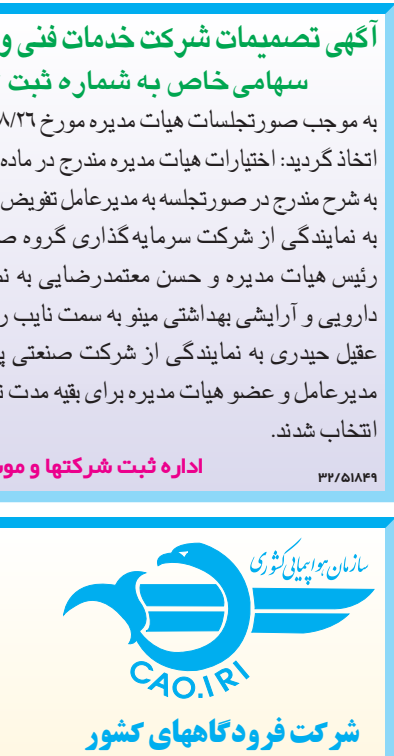 آگهی تصمیمات شرکت خدمات فنی و
سهامی خاص به شماره ثبت
به موجب صورتجلسات هیات مدیره مورخ ۸/۲۶
اتخاذ گردید: اختیارات هیات مدیره مندرج در ماده
به شرح مندرج در صورتجلسه به مدیرعامل تفویض
به نمایندگی از شرکت سرمایه گذاری گروه
رئیس هیات مدیره و حسن معتمدرضایی به
دارویی و آرایشی بهداشتی مینو به سمت نایب
عقیل حیدری به نمایندگی از شرکت صنعتی
مدیرعامل و عضو هیات مدیره برای بقیه مدت
انتخاب شدند.
اداره ثبت شرکتها و
۳۲/۵۱۸۴۹
سازمان هواپیمائی کشوری
CAO.IRI
شرکت فرودگاههای کشور